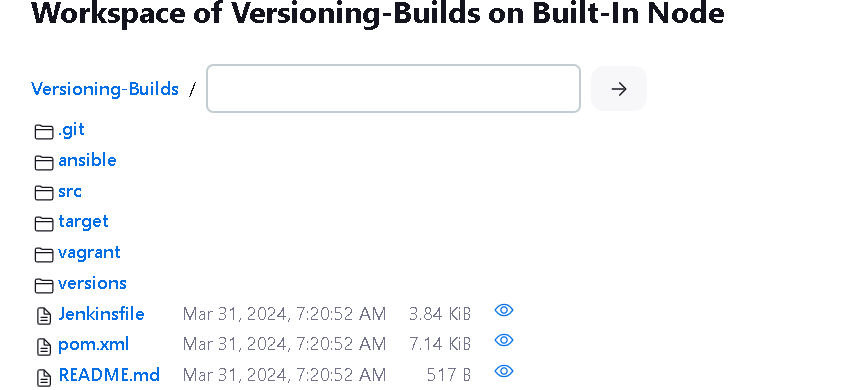 Workspace of Versioning-Builds on Built-In Node
Versioning-Builds /
.git
ansible
src
target
vagrant
versions
Jenkinsfile Mar 31, 2024, 7:20:52 AM 3.84 KiB
pom.xml Mar 31, 2024, 7:20:52 AM 7.14 KiB
README.md Mar 31, 2024, 7:20:52 AM 517 B